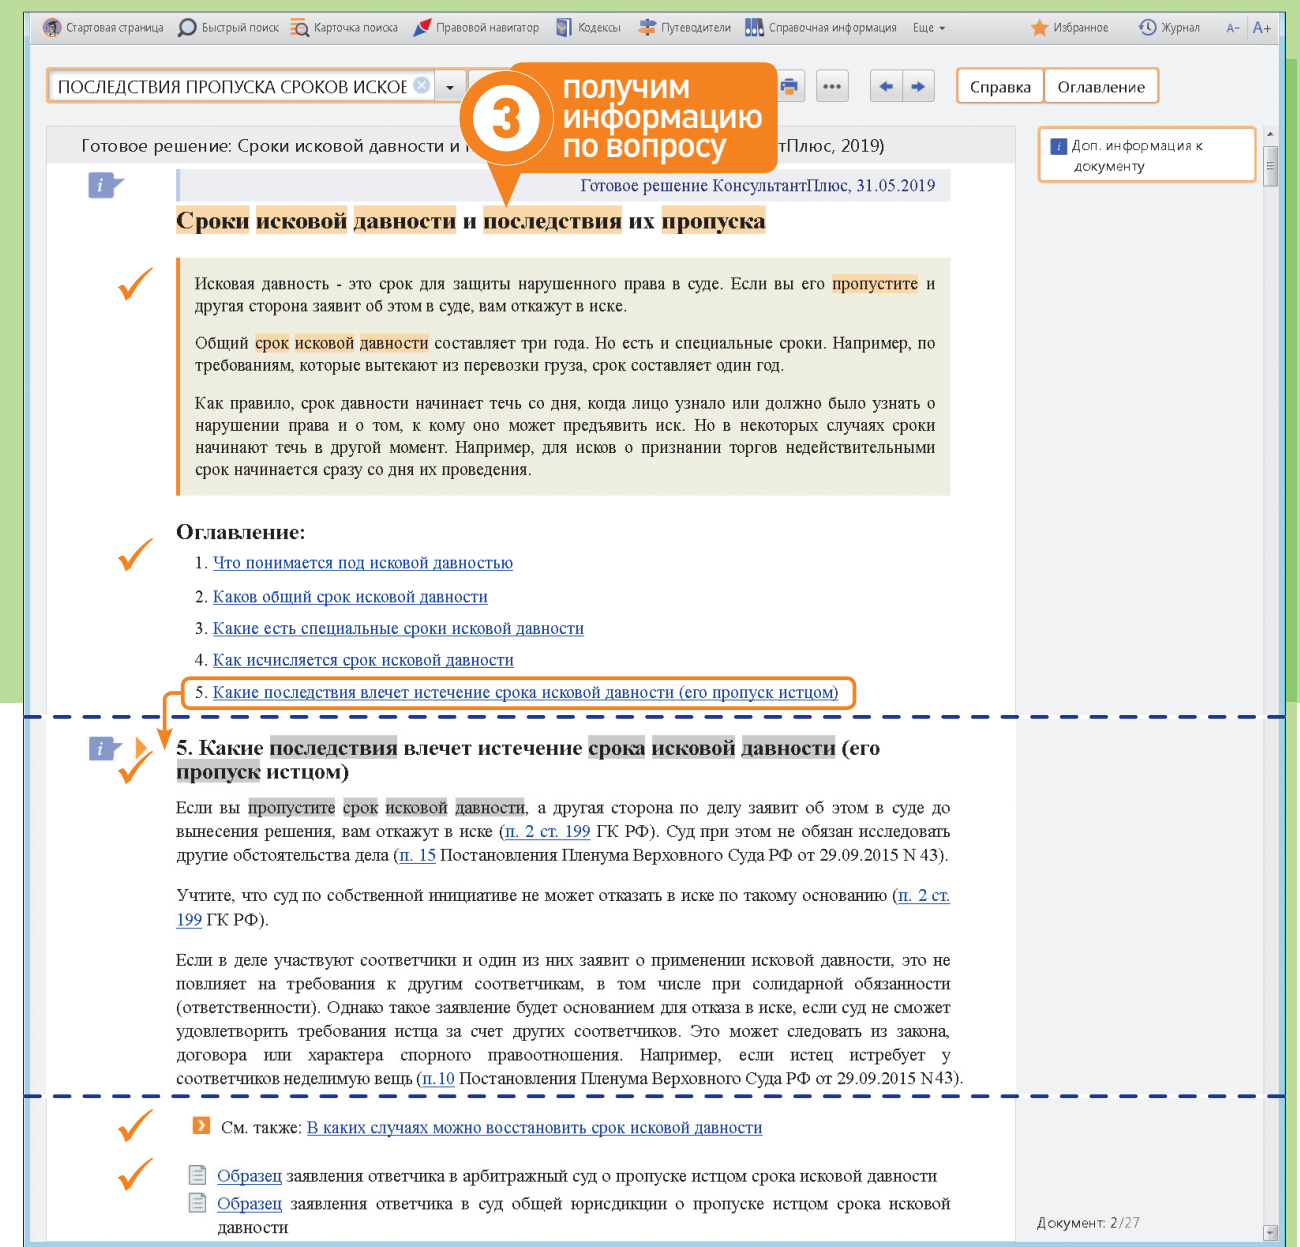 Стартовая страница Быстрый поиск Карточка поиска Правовой навигатор Кодексы Путеводители Справочная информация Еще Избранное Журнал A- A+
ПОСЛЕДСТВИЯ ПРОПУСКА СРОКОВ ИСКОЕ
Справка Оглавление
3
получим
информацию
по вопросу
Готовое решение: Сроки исковой давности и тПлюс, 2019)
Доп. информация к
документу
Готовое решение КонсультантПлюс, 31.05.2019
Сроки исковой давности и последствия их пропуска
Исковая давность - это срок для защиты нарушенного права в суде. Если вы его пропустите и
другая сторона заявит об этом в суде, вам откажут в иске.
Общий срок исковой давности составляет три года. Но есть и специальные сроки. Например, по
требованиям, которые вытекают из перевозки груза, срок составляет один год.
Как правило, срок давности начинает течь со дня, когда лицо узнало или должно было узнать о
нарушении права и о том, к кому оно может предъявить иск. Но в некоторых случаях сроки
начинают течь в другой момент. Например, для исков о признании торгов недействительными
срок начинается сразу со дня их проведения.
Оглавление:
1. Что понимается под исковой давностью
2. Каков общий срок исковой давности
3. Какие есть специальные сроки исковой давности
4. Как исчисляется срок исковой давности
5. Какие последствия влечет истечение срока исковой давности (его пропуск истцом)
5. Какие последствия влечет истечение срока исковой давности (его
пропуск истцом)
Если вы пропустите срок исковой давности, а другая сторона по делу заявит об этом в суде до
вынесения решения, вам откажут в иске (п. 2 ст. 199 ГК РФ). Суд при этом не обязан исследовать
другие обстоятельства дела (п. 15 Постановления Пленума Верховного Суда РФ от 29.09.2015 N 43).
Учтите, что суд по собственной инициативе не может отказать в иске по такому основанию (п. 2 ст.
199 ГК РФ).
Если в деле участвуют соответчики и один из них заявит о применении исковой давности, это не
повлияет на требования к другим соответчикам, в том числе при солидарной обязанности
(ответственности). Однако такое заявление будет основанием для отказа в иске, если суд не сможет
удовлетворить требования истца за счет других соответчиков. Это может следовать из закона,
договора или характера спорного правоотношения. Например, если истец истребует у
соответчиков неделимую вещь (п.10 Постановления Пленума Верховного Суда РФ от 29.09.2015 N43).
См. также: В каких случаях можно восстановить срок исковой давности
Образец заявления ответчика в арбитражный суд о пропуске истцом срока исковой давности
Образец заявления ответчика в суд общей юрисдикции о пропуске истцом срока исковой
давности
Документ: 2/27